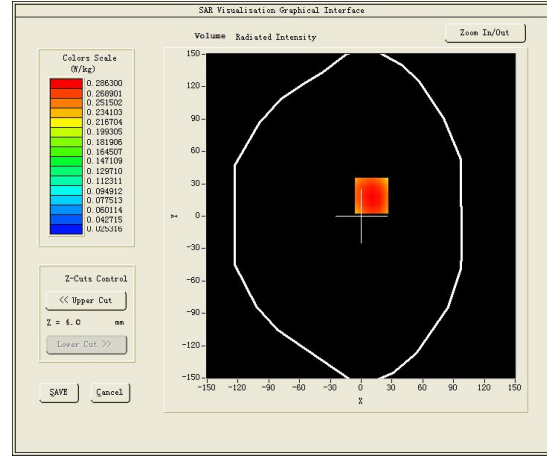 SAR Visualisation Graphical Interface
Volume Radiated Intensity
Zoom In/Out
Colors Scale
(W/kg)
0.286300
0.268901
0.251502
0.234103
0.216704
0.199305
0.181906
0.164507
0.147109
0.129710
0.112311
0.094912
0.077513
0.060114
0.042715
0.025316
Z-Cuts Control
<< Upper Cut
Z = 4.0 mm
Lower Cut >>
SAVE Cancel
150
120
90
60
30
0
-30
-60
-90
-120
-150
Y
-150 -120 -90 -60 -30 0 30 60 90 120 150
X